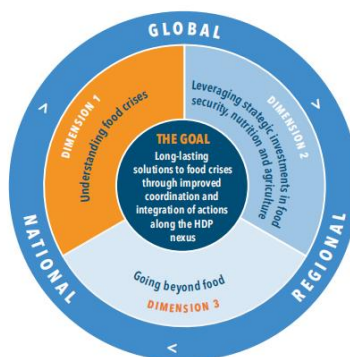 GLOBAL
DIMENSION 1
Understanding food crises
Leveraging strategic investments in food
security, nutrition and agriculture
DIMENSION 2
THE GOAL
Long-lasting
solutions to food crises
through improved
coordination and
integration of actions
along the HDP
nexus
Going beyond food
DIMENSION 3
NATIONAL
REGIONAL